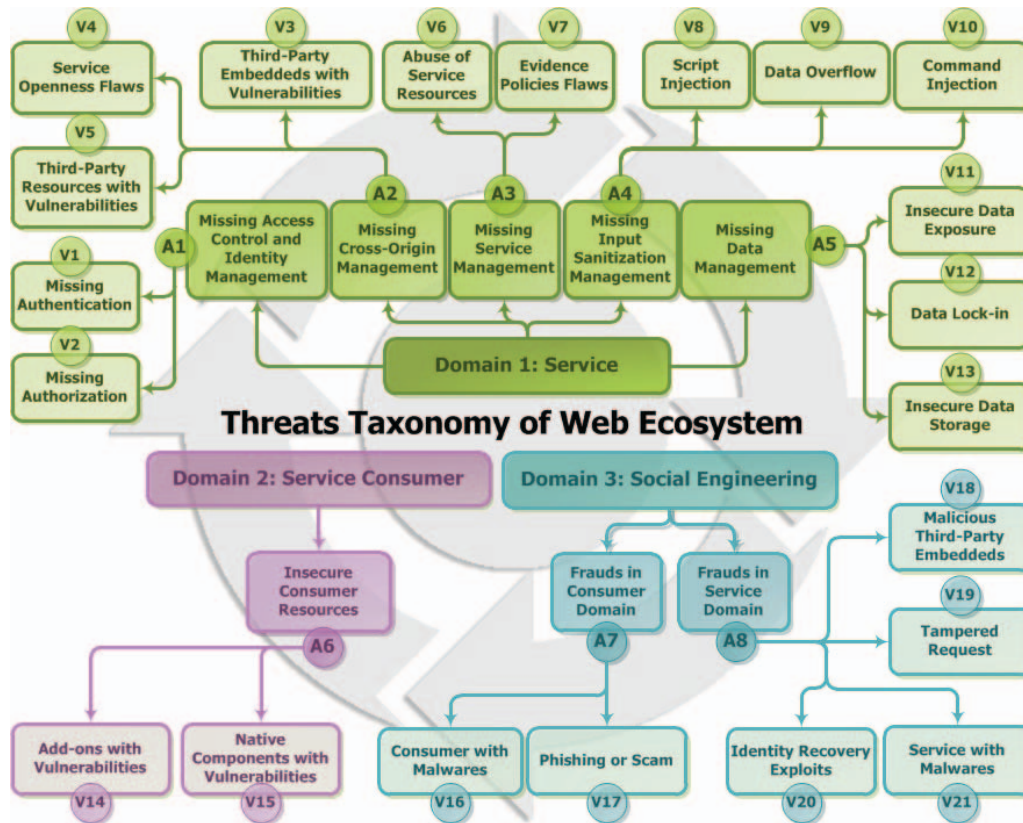 V4
Service
Openness Flaws
V3
Third-Party
Embeddeds with
Vulnerabilities
V6
Abuse of
Service
Resources
V7
Evidence
Policies Flaws
V8
Script
Injection
V9
Data Overflow
V10
Command
Injection
V5
Third-Party
Resources with
Vulnerabilities
V1
Missing
Authentication
V2
Missing
Authorization
A1
Missing Access
Control and
Identity
Management
A2
Missing
Cross-Origin
Management
A3
Missing
Service
Management
A4
Missing
Input
Sanitization
Management
Missing
Data
Management
A5
V11
Insecure Data
Exposure
V12
Data Lock-in
V13
Insecure Data
Storage
Domain 1: Service
Threats Taxonomy of Web Ecosystem
Domain 2: Service Consumer
Domain 3: Social Engineering
Insecure
Consumer
Resources
A6
Frauds in
Consumer
Domain
A7
Frauds in
Service
Domain
A8
V18
Malicious
Third-Party
Embeddeds
V19
Tampered
Request
Add-ons with
Vulnerabilities
V14
Native
Components with
Vulnerabilities
V15
Consumer with
Malwares
V16
Phishing or Scam
V17
Identity Recovery
Exploits
V20
Service with
Malwares
V21